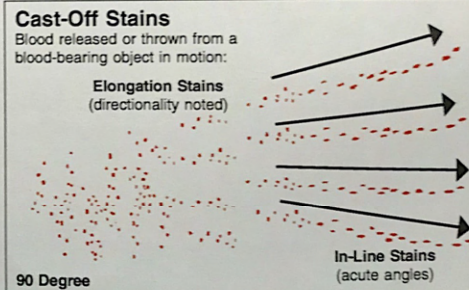 Cast-Off Stains
Blood released or thrown from a
blood-bearing object in motion:
Elongation Stains
(directionality noted)
In-Line Stains
(acute angles)
90 Degree